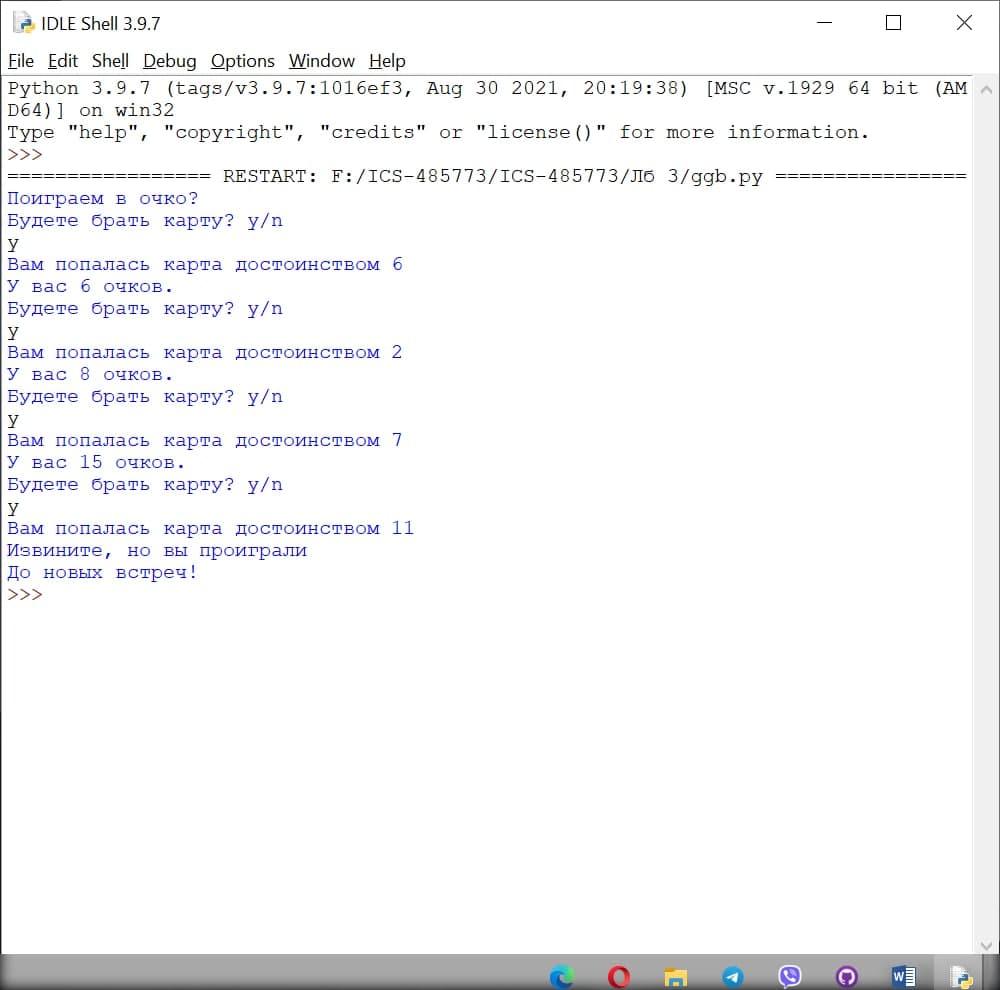 IDLE Shell 3.9.7
File Edit Shell Debug Options Window Help
Python 3.9.7 (tags/v3.9.7:1016ef3, Aug 30 2021, 20:19:38) [MSC v.1929 64 bit (AM
D64)] on win32
Type "help", "copyright", "credits" or "license()" for more information.
>>>
================= RESTART: F:/ICS-485773/ICS-485773/Лб 3/ggb.py ================
Поиграем в очко?
Будете брать карту? y/n
y
Вам попалась карта достоинством 6
У вас 6 очков.
Будете брать карту? y/n
y
Вам попалась карта достоинством 2
У вас 8 очков.
Будете брать карту? y/n
y
Вам попалась карта достоинством 7
У вас 15 очков.
Будете брать карту? y/n
y
Вам попалась карта достоинством 11
Извините, но вы проиграли
До новых встреч!
>>>